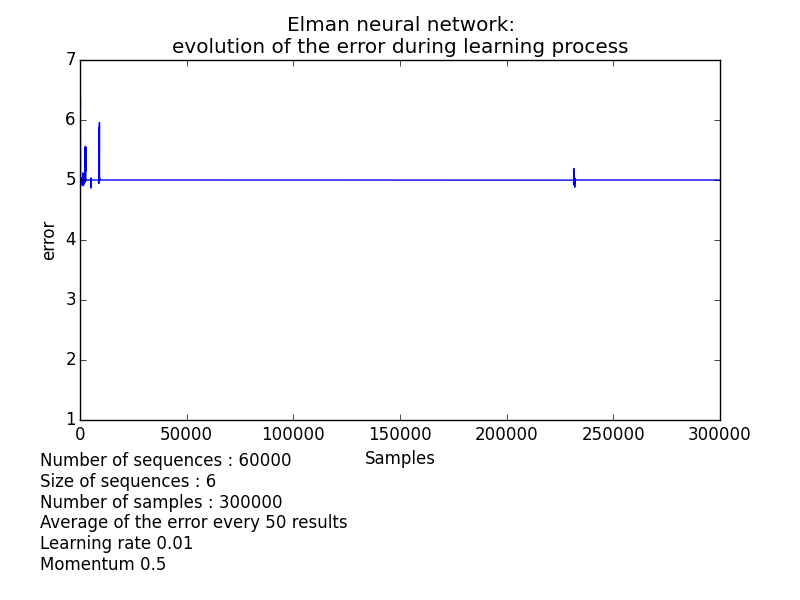 Elman neural network:
evolution of the error during learning process
7
6
5
4
3
2
1
error
0 50000 100000 150000 200000 250000 300000
Samples
Number of sequences : 60000
Size of sequences : 6
Number of samples : 300000
Average of the error every 50 results
Learning rate 0.01
Momentum 0.5